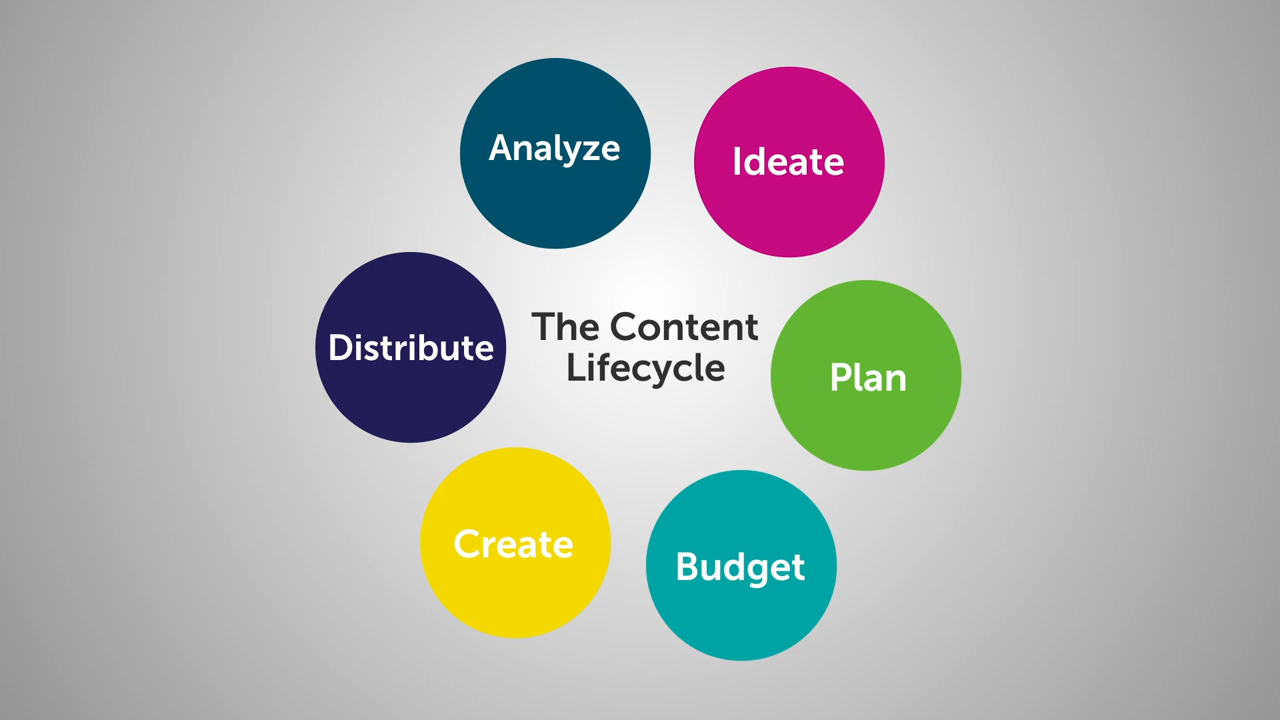 Analyze
Ideate
Distribute
The Content
Lifecycle
Plan
Create
Budget